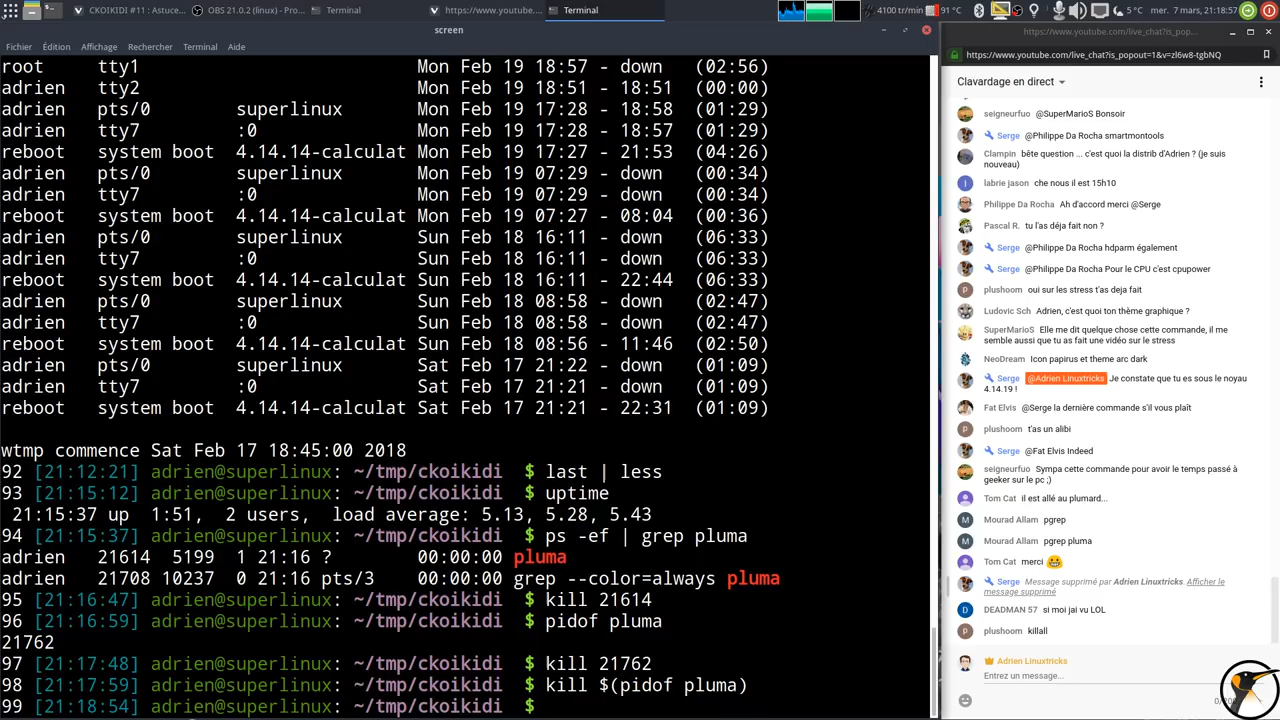 CKOIKIDI #11 : Astuce...
OBS 21.0.2 (linux) - Pro...
Terminal
https://www.youtube....
Terminal
4100 tr/min
91 °C
5°C
mer. 7 mars, 21:18:57
screen
Fichier Édition Affichage Rechercher Terminal Aide
root tty1 Mon Feb 19 18:57 - down (02:56)
adrien tty2 Mon Feb 19 18:51 - 18:51 (00:00)
adrien pts/0 superlinux Mon Feb 19 17:28 - 18:58 (01:29)
adrien tty7 :0 Mon Feb 19 17:28 - 18:57 (01:29)
reboot system boot 4.14.14-calculat Mon Feb 19 17:27 - 21:53 (04:26)
adrien pts/0 superlinux Mon Feb 19 07:29 - down (00:34)
adrien tty7 :0 Mon Feb 19 07:29 - down (00:34)
reboot system boot 4.14.14-calculat Mon Feb 19 07:27 - 08:04 (00:36)
adrien pts/0 superlinux Sun Feb 18 16:11 - down (06:33)
adrien tty7 :0 Sun Feb 18 16:11 - down (06:33)
reboot system boot 4.14.14-calculat Sun Feb 18 16:11 - 22:44 (06:33)
adrien pts/0 superlinux Sun Feb 18 08:58 - down (02:47)
adrien tty7 :0 Sun Feb 18 08:58 - down (02:47)
reboot system boot 4.14.14-calculat Sun Feb 18 08:56 - 11:46 (02:50)
adrien pts/0 superlinux Sat Feb 17 21:22 - down (01:09)
adrien tty7 :0 Sat Feb 17 21:21 - down (01:09)
reboot system boot 4.14.14-calculat Sat Feb 17 21:21 - 22:31 (01:09)
wtmp commence Sat Feb 17 18:45:00 2018
92 [21:12:21] adrien@superlinux: ~/tmp/ckoikidi $ last | less
93 [21:15:12] adrien@superlinux: ~/tmp/ckoikidi $ uptime
21:15:37 up 1:51, 2 users, load average: 5.13, 5.28, 5.43
94 [21:15:37] adrien@superlinux: ~/tmp/ckoikidi $ ps -ef | grep pluma
adrien 21614 5199 1 21:16 ? 00:00:00 pluma
adrien 21708 10237 0 21:16 pts/3 00:00:00 grep --color=always pluma
95 [21:16:47] adrien@superlinux: ~/tmp/ckoikidi $ kill 21614
96 [21:16:59] adrien@superlinux: ~/tmp/ckoikidi $ pidof pluma
21762
97 [21:17:48] adrien@superlinux: ~/tmp/ckoikidi $ kill 21762
98 [21:17:59] adrien@superlinux: ~/tmp/ckoikidi $ kill $(pidof pluma)
99 [21:18:54] adrien@superlinux: ~/tmp/ckoikidi $
https://www.youtube.com/live_chat?is_pop...
https://www.youtube.com/live_chat?is_popout=1&v=zl6w8-tgbNQ
Clavardage en direct
seigneurfuo @SuperMarioS Bonsoir
Serge @Philippe Da Rocha smartmontools
Clampin bête question ... c'est quoi la distrib d'Adrien ? (je suis
nouveau)
labrie jason che nous il est 15h10
Philippe Da Rocha Ah d'accord merci @Serge
Pascal R. tu l'as déja fait non ?
Serge @Philippe Da Rocha hdparm également
Serge @Philippe Da Rocha Pour le CPU c'est cpupower
plushoom oui sur les stress t'as deja fait
Ludovic Sch Adrien, c'est quoi ton thème graphique ?
SuperMarioS Elle me dit quelque chose cette commande, il me
semble aussi que tu as fait une vidéo sur le stress
NeoDream Icon papirus et theme arc dark
Serge @Adrien Linuxtricks Je constate que tu es sous le noyau
4.14.19 !
Fat Elvis @Serge la dernière commande s'il vous plaît
plushoom t'as un alibi
Serge @Fat Elvis Indeed
seigneurfuo Sympa cette commande pour avoir le temps passé à
geeker sur le pc ;)
Tom Cat il est allé au plumard...
Mourad Allam pgrep
Mourad Allam pgrep pluma
Tom Cat merci
Serge Message supprimé par Adrien Linuxtricks. Afficher le
message supprimé
DEADMAN 57 si moi jai vu LOL
plushoom killall
Adrien Linuxtricks
Entrez un message...